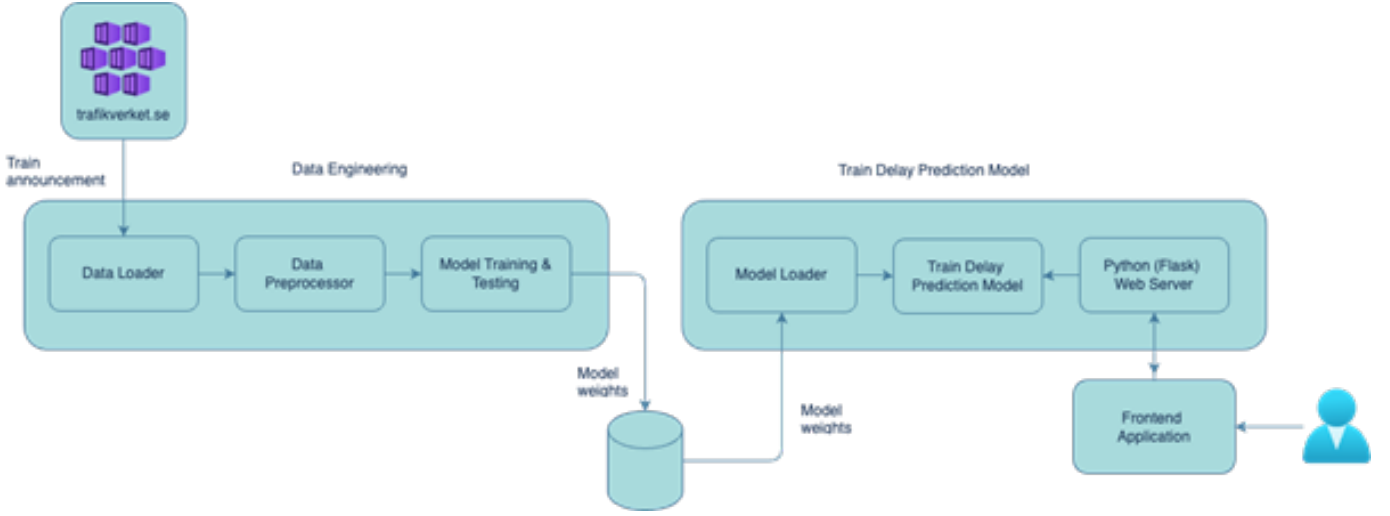 trafikverket.se
Train
announcement
Data Engineering
Data Loader
Data
Preprocessor
Model Training &
Testing
Model
weights
Train Delay Prediction Model
Model Loader
Train Delay
Prediction Model
Python (Flask)
Web Server
Model
weights
Frontend
Application